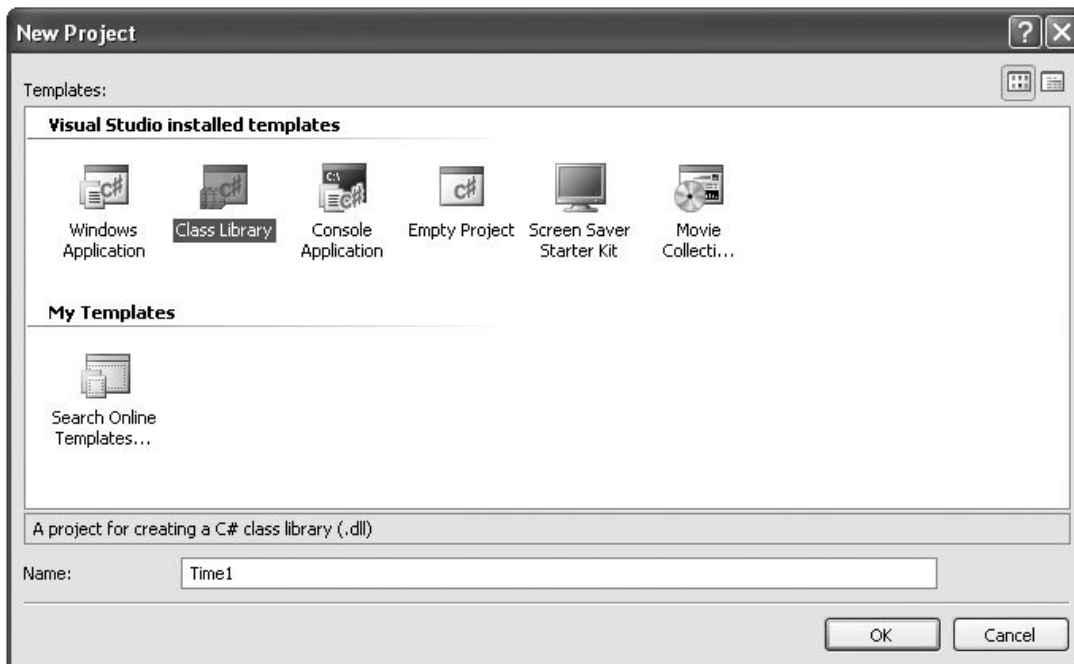 New Project
Templates:
Visual Studio installed templates
Windows Application
Class Library
Console Application
Empty Project
Screen Saver Starter Kit
Movie Collecti...
My Templates
Search Online Templates...
A project for creating a C# class library (.dll)
Name:
Time1
OK
Cancel